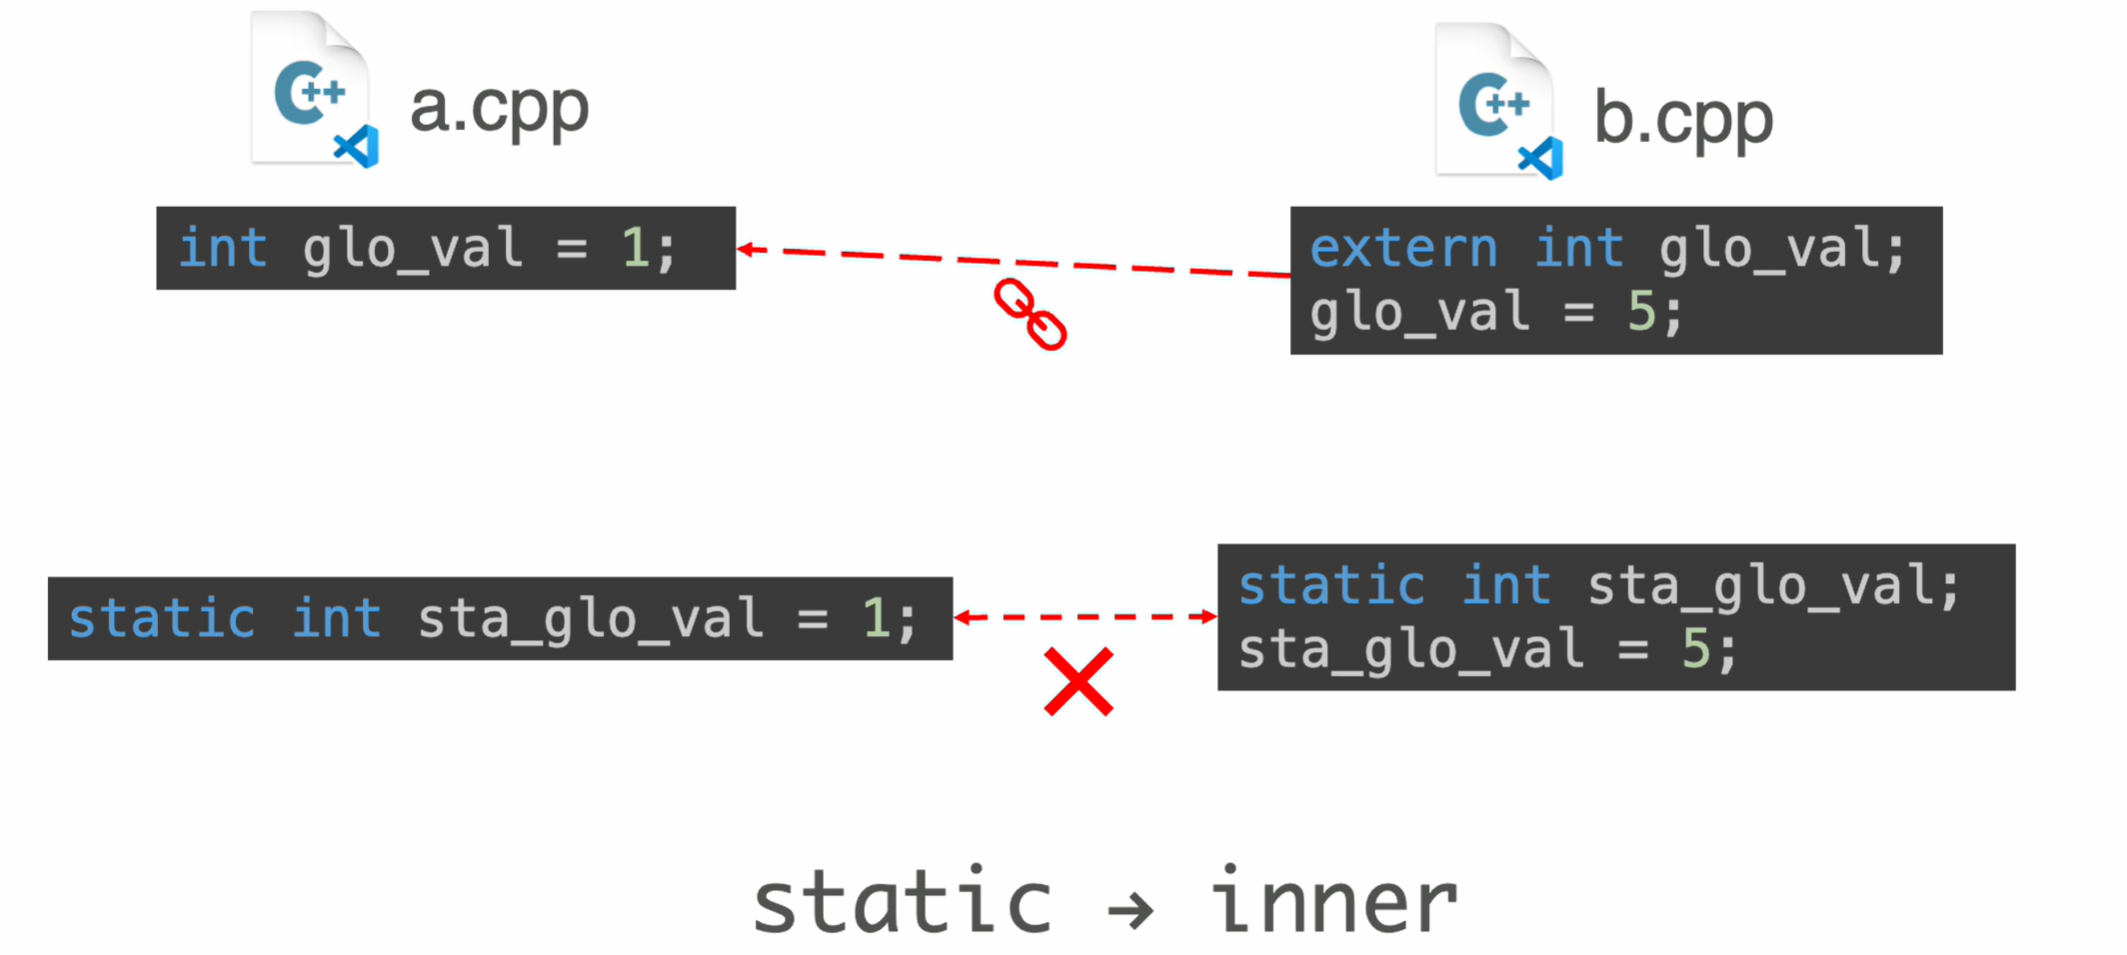 C++
a.cpp
C++
b.cpp
int glo_val = 1;
extern int glo_val;
glo_val = 5;
static int sta_glo_val = 1;
static int sta_glo_val;
sta_glo_val = 5;
static → inner